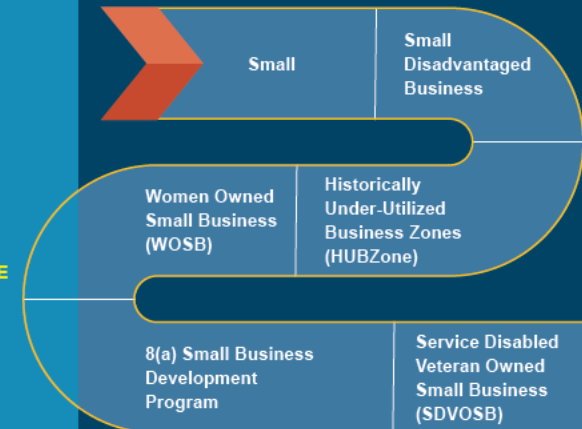 Small
Small
Disadvantaged
Business
Women Owned
Small Business
(WOSB)
Historically
Under-Utilized
Business Zones
(HUBZone)
E
8(a) Small Business
Development
Program
Service Disabled
Veteran Owned
Small Business
(SDVOSB)